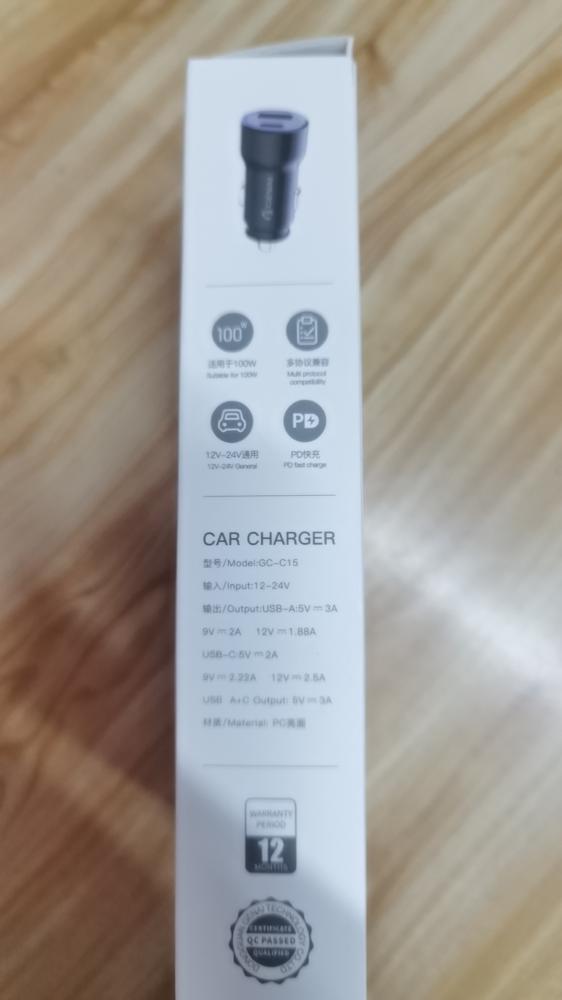 100W
适用于100W
Suitable for 100W
多协议兼容
Multi protocol
compatibility
12V-24V通用
12V-24V General
PD
PD快充
PD fast charge
CAR CHARGER
型号/Model:GC-C15
输入/Input:12-24V
输出/Output:USB-A:5V⎓3A
9V⎓2A 12V⎓1.88A
USB-C:5V⎓2A
9V⎓2.22A 12V⎓2.5A
USB A+C Output: 5V⎓3A
材质/Material: PC亮面
WARRANTY
PERIOD
12
MONTHS
TECHNOLOGY CO.LTD
CERTIFICATE
QC PASSED
QUALIFIED